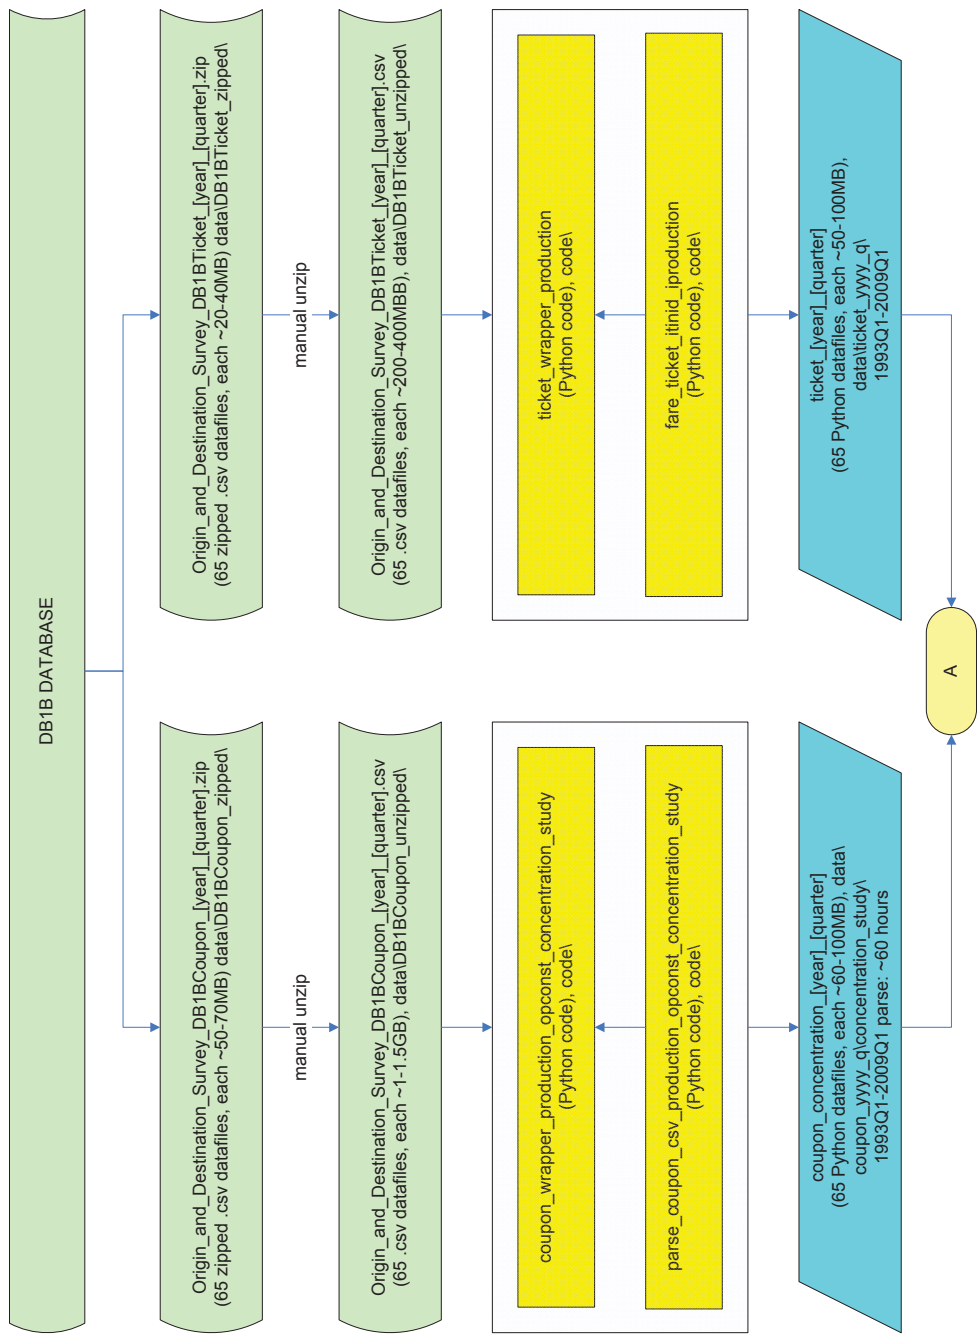 DB1B DATABASE
Origin_and_Destination_Survey_DB1BCoupon_[year]_[quarter].zip
(65 zipped .csv datafiles, each ~50-70MB) data\DB1BCoupon_zipped\
Origin_and_Destination_Survey_DB1BTicket_[year]_[quarter].zip
(65 zipped .csv datafiles, each ~20-40MB) data\DB1BTicket_zipped\
manual unzip
manual unzip
Origin_and_Destination_Survey_DB1BCoupon_[year]_[quarter].csv
(65 .csv datafiles, each ~1-1.5GB), data\DB1BCoupon_unzipped\
Origin_and_Destination_Survey_DB1BTicket_[year]_[quarter].csv
(65 .csv datafiles, each ~200-400MBB), data\DB1BTicket_unzipped\
coupon_wrapper_production_opconst_concentration_study
(Python code), code\
ticket_wrapper_production
(Python code), code\
parse_coupon_csv_production_opconst_concentration_study
(Python code), code\
fare_ticket_itinid_iproduction
(Python code), code\
coupon_concentration_[year]_[quarter]
(65 Python datafiles, each ~60-100MB), data\
coupon_yyyy_q\concentration_study\
1993Q1-2009Q1 parse: ~60 hours
ticket_[year]_[quarter]
(65 Python datafiles, each ~50-100MB),
data\ticket_yyyy_q\
1993Q1-2009Q1
A